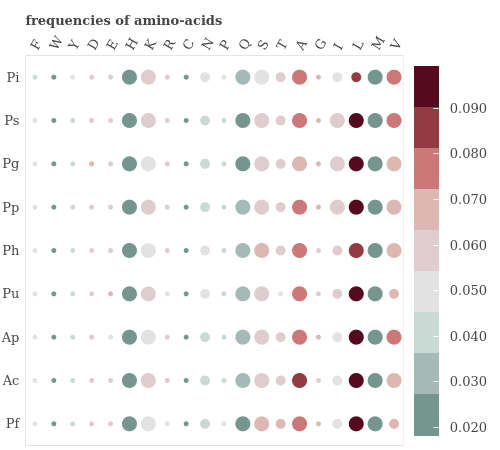 frequencies of amino-acids
F W Y D E H K R C N P Q S T A G I L M V
Pi
Ps
Pg
Pp
Ph
Pu
Ap
Ac
Pf
0.090
0.080
0.070
0.060
0.050
0.040
0.030
0.020